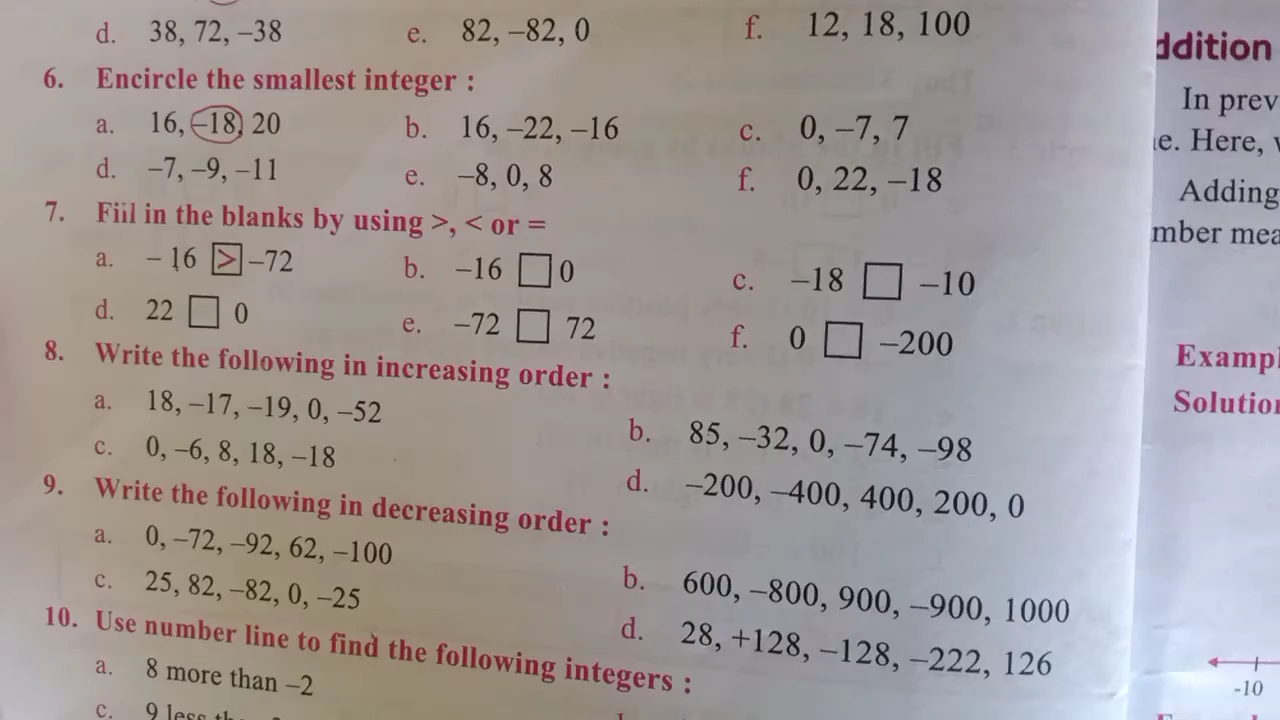 d. 38, 72, –38 e. 82, –82, 0 f. 12, 18, 100
6. Encircle the smallest integer :
a. 16, –18, 20 b. 16, –22, –16 c. 0, –7, 7
d. –7, –9, –11 e. –8, 0, 8 f. 0, 22, –18
7. Fiil in the blanks by using >, < or =
a. – 16 > –72 b. –16 □ 0 c. –18 □ –10
d. 22 □ 0 e. –72 □ 72 f. 0 □ –200
8. Write the following in increasing order :
a. 18, –17, –19, 0, –52 b. 85, –32, 0, –74, –98
c. 0, –6, 8, 18, –18 d. –200, –400, 400, 200, 0
9. Write the following in decreasing order :
a. 0, –72, –92, 62, –100 b. 600, –800, 900, –900, 1000
c. 25, 82, –82, 0, –25 d. 28, +128, –128, –222, 126
10. Use number line to find the following integers :
a. 8 more than –2
c. 9 less
ddition
In prev
e. Here,
Adding
mber mea
Exampl
Solution
-10